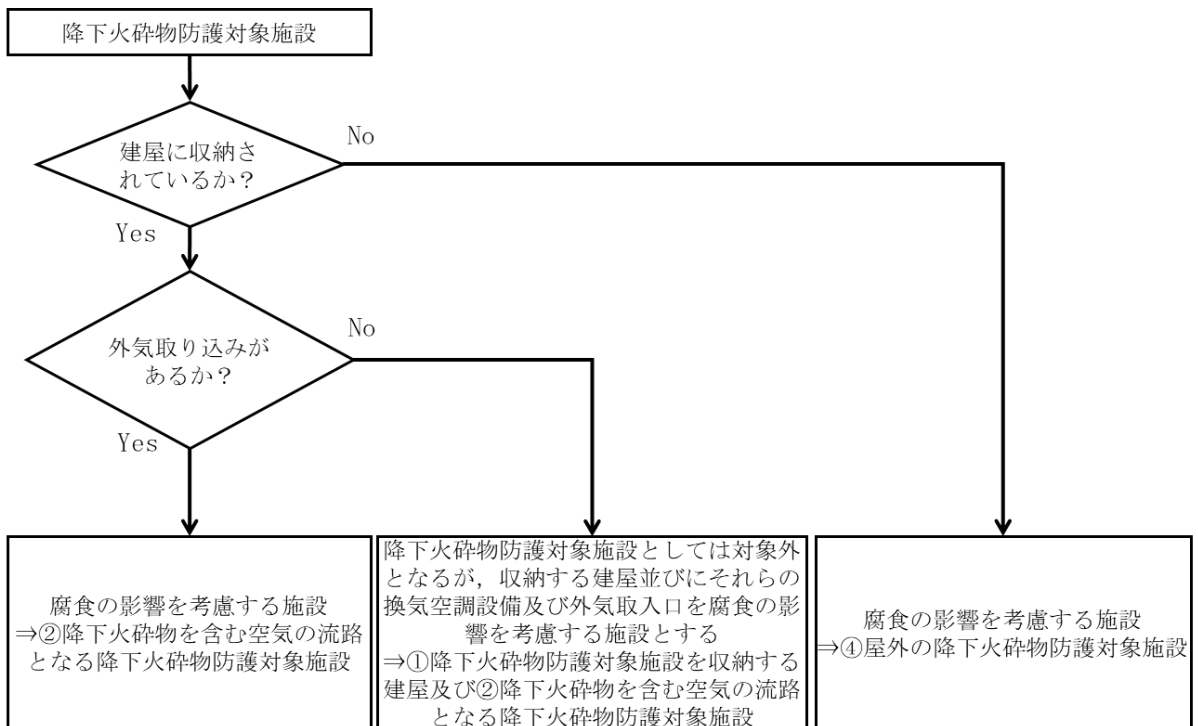 降下火砕物防護対象施設
建屋に収納さ
れているか？
No
Yes
外気取り込みが
あるか？
No
Yes
腐食の影響を考慮する施設
⇒②降下火砕物を含む空気の流路
となる降下火砕物防護対象施設
降下火砕物防護対象施設としては対象外
となるが，収納する建屋並びにそれらの
換気空調設備及び外気取入口を腐食の影
響を考慮する施設とする
⇒①降下火砕物防護対象施設を収納する
建屋及び②降下火砕物を含む空気の流路
となる降下火砕物防護対象施設
腐食の影響を考慮する施設
⇒④屋外の降下火砕物防護対象施設